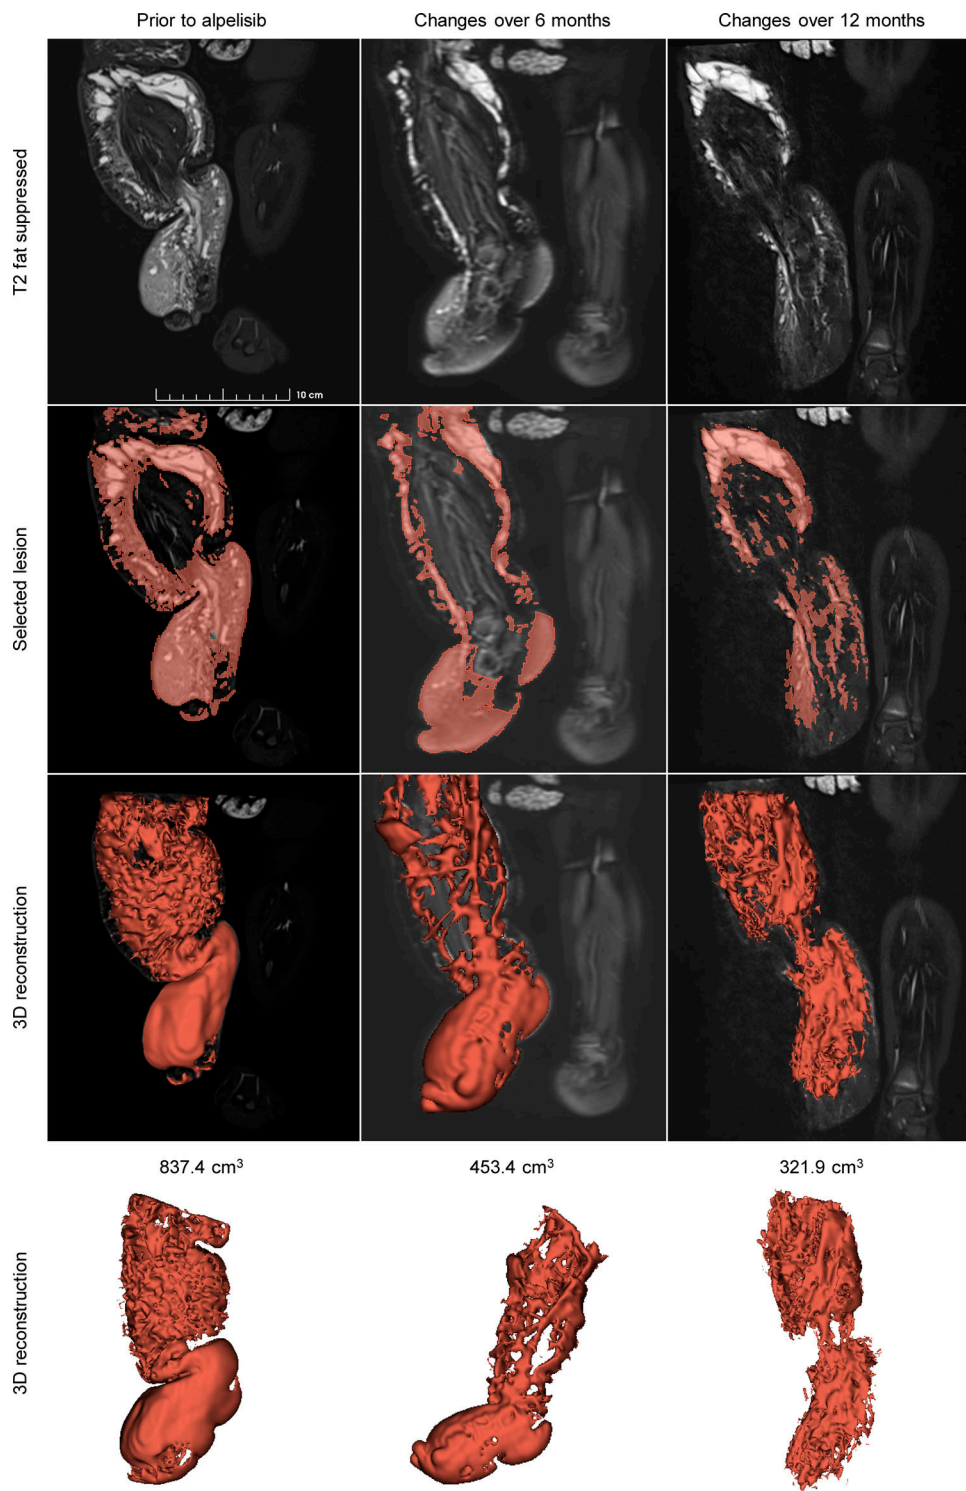 Prior to alpelisib
Changes over 6 months
Changes over 12 months
T2 fat suppressed
10 cm
Selected lesion
3D reconstruction
837.4 cm³
453.4 cm³
321.9 cm³
3D reconstruction